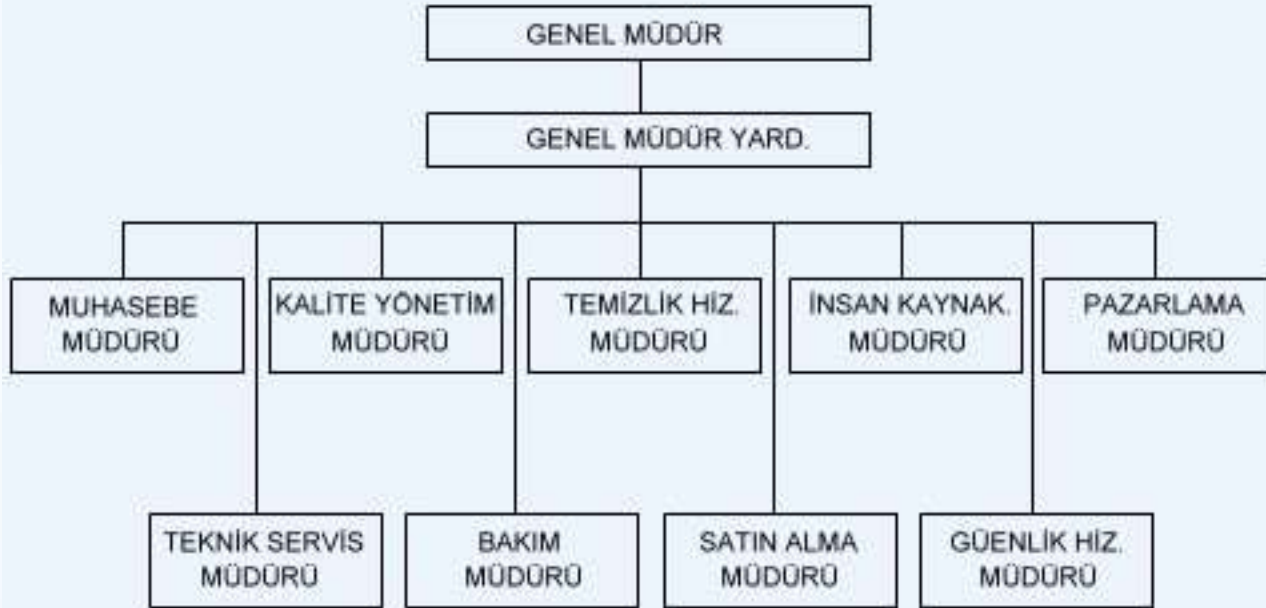 GENEL MÜDÜR
GENEL MÜDÜR YARD.
MUHASEBE
MÜDÜRÜ
KALİTE YÖNETİM
MÜDÜRÜ
TEMİZLİK HİZ.
MÜDÜRÜ
İNSAN KAYNAK.
MÜDÜRÜ
PAZARLAMA
MÜDÜRÜ
TEKNİK SERVİS
MÜDÜRÜ
BAKIM
MÜDÜRÜ
SATIN ALMA
MÜDÜRÜ
GÜENLİK HİZ.
MÜDÜRÜ